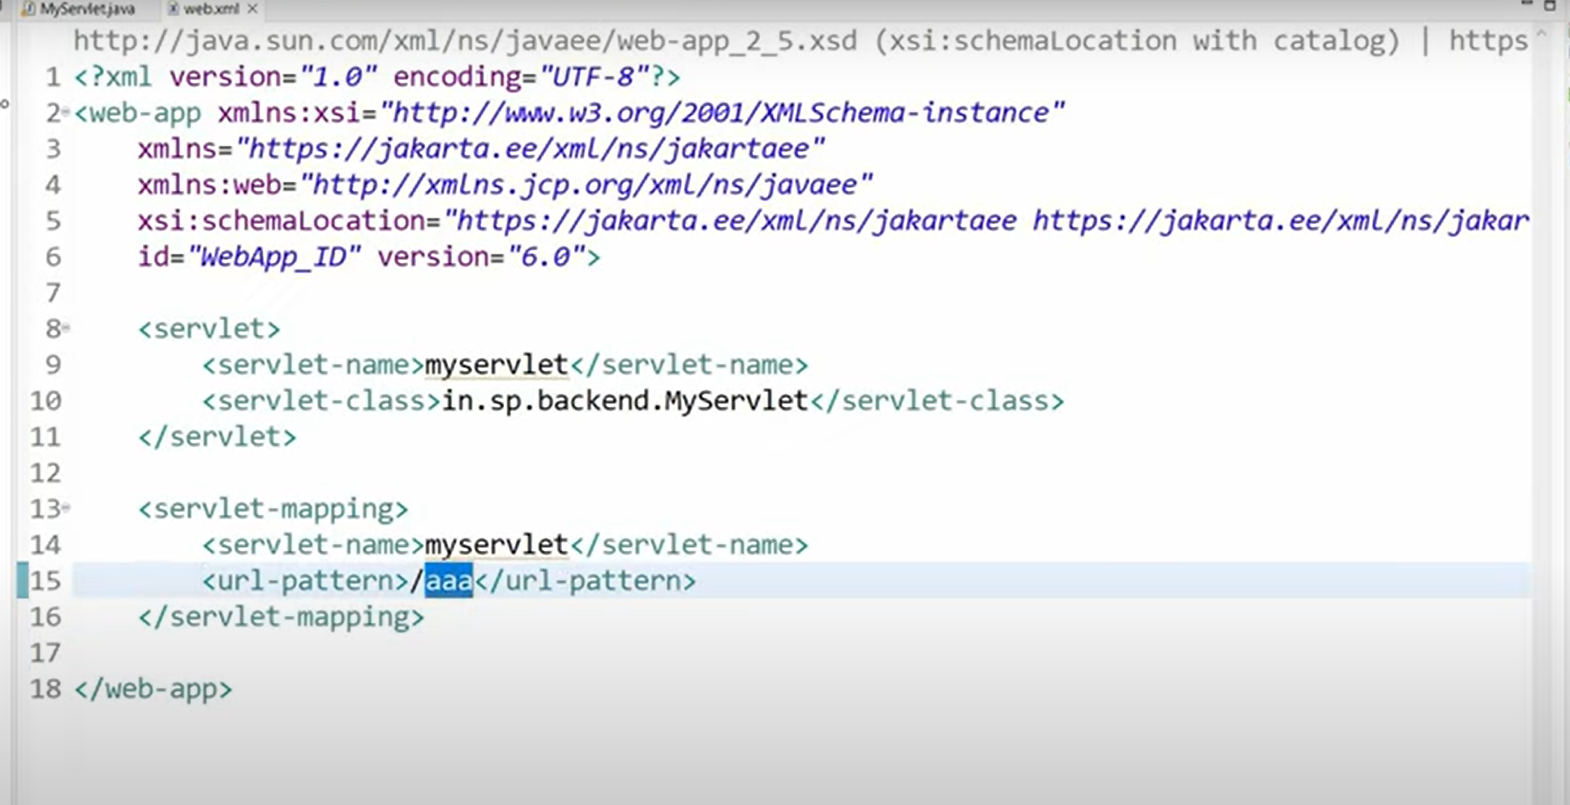 MyServlet.java web.xml
http://java.sun.com/xml/ns/javaee/web-app_2_5.xsd (xsi:schemaLocation with catalog) | https
1 <?xml version="1.0" encoding="UTF-8"?>
2 <web-app xmlns:xsi="http://www.w3.org/2001/XMLSchema-instance"
3 xmlns="https://jakarta.ee/xml/ns/jakartaee"
4 xmlns:web="http://xmlns.jcp.org/xml/ns/javaee"
5 xsi:schemaLocation="https://jakarta.ee/xml/ns/jakartaee https://jakarta.ee/xml/ns/jakar
6 id="WebApp_ID" version="6.0">
7
8 <servlet>
9 <servlet-name>myservlet</servlet-name>
10 <servlet-class>in.sp.backend.MyServlet</servlet-class>
11 </servlet>
12
13 <servlet-mapping>
14 <servlet-name>myservlet</servlet-name>
15 <url-pattern>/aaa</url-pattern>
16 </servlet-mapping>
17
18 </web-app>